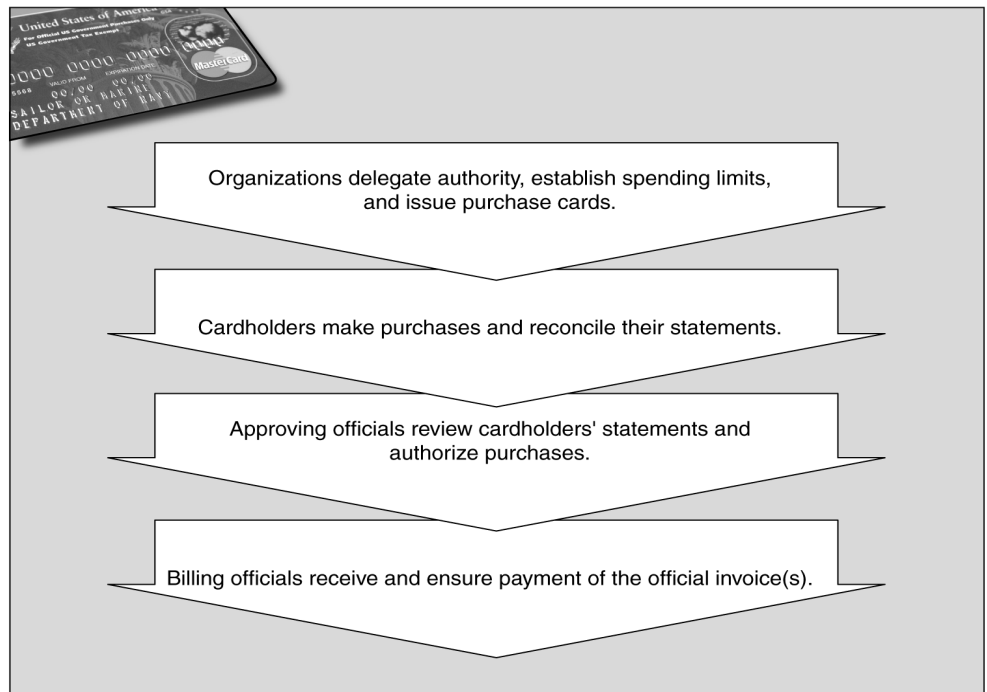 United States of America
For Official US Government Purchases Only
US Government Tax Exempt
0000 0000 0000 0000
5568 VALID FROM EXPIRATION DATE
00/00 00/00
SAILOR OR MARINE
DEPARTMENT OF NAVY
MasterCard
Organizations delegate authority, establish spending limits,
and issue purchase cards.
Cardholders make purchases and reconcile their statements.
Approving officials review cardholders' statements and
authorize purchases.
Billing officials receive and ensure payment of the official invoice(s).